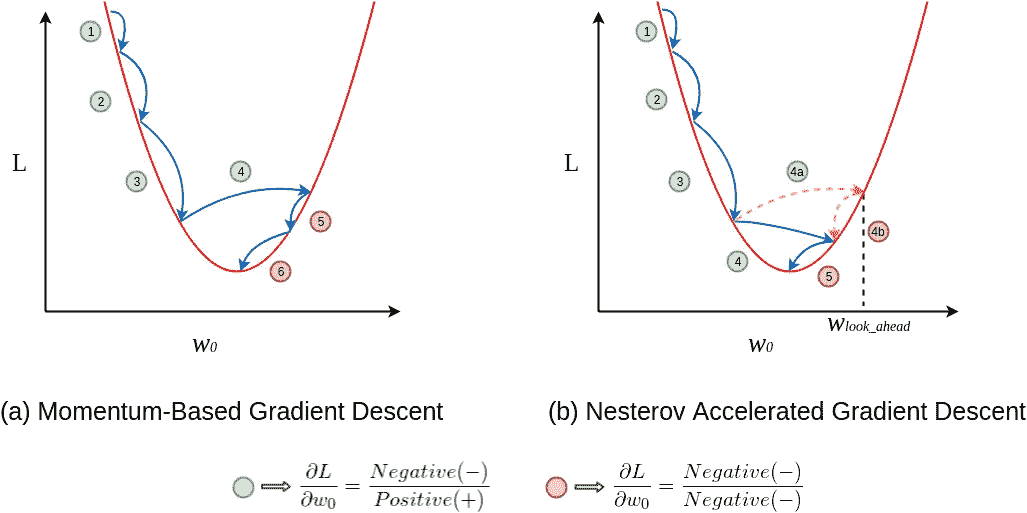 1
2
3
4
5
6
L
w0
(a) Momentum-Based Gradient Descent
1
2
3
4a
4b
4
5
L
w0
wlook_ahead
(b) Nesterov Accelerated Gradient Descent
∂L/∂w₀ = Negative(−)/Positive(+)
∂L/∂w₀ = Negative(−)/Negative(−)